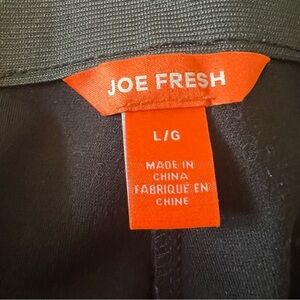 JOE FRESH
L/G
MADE IN
CHINA
FABRIQUÉ EN
CHINE